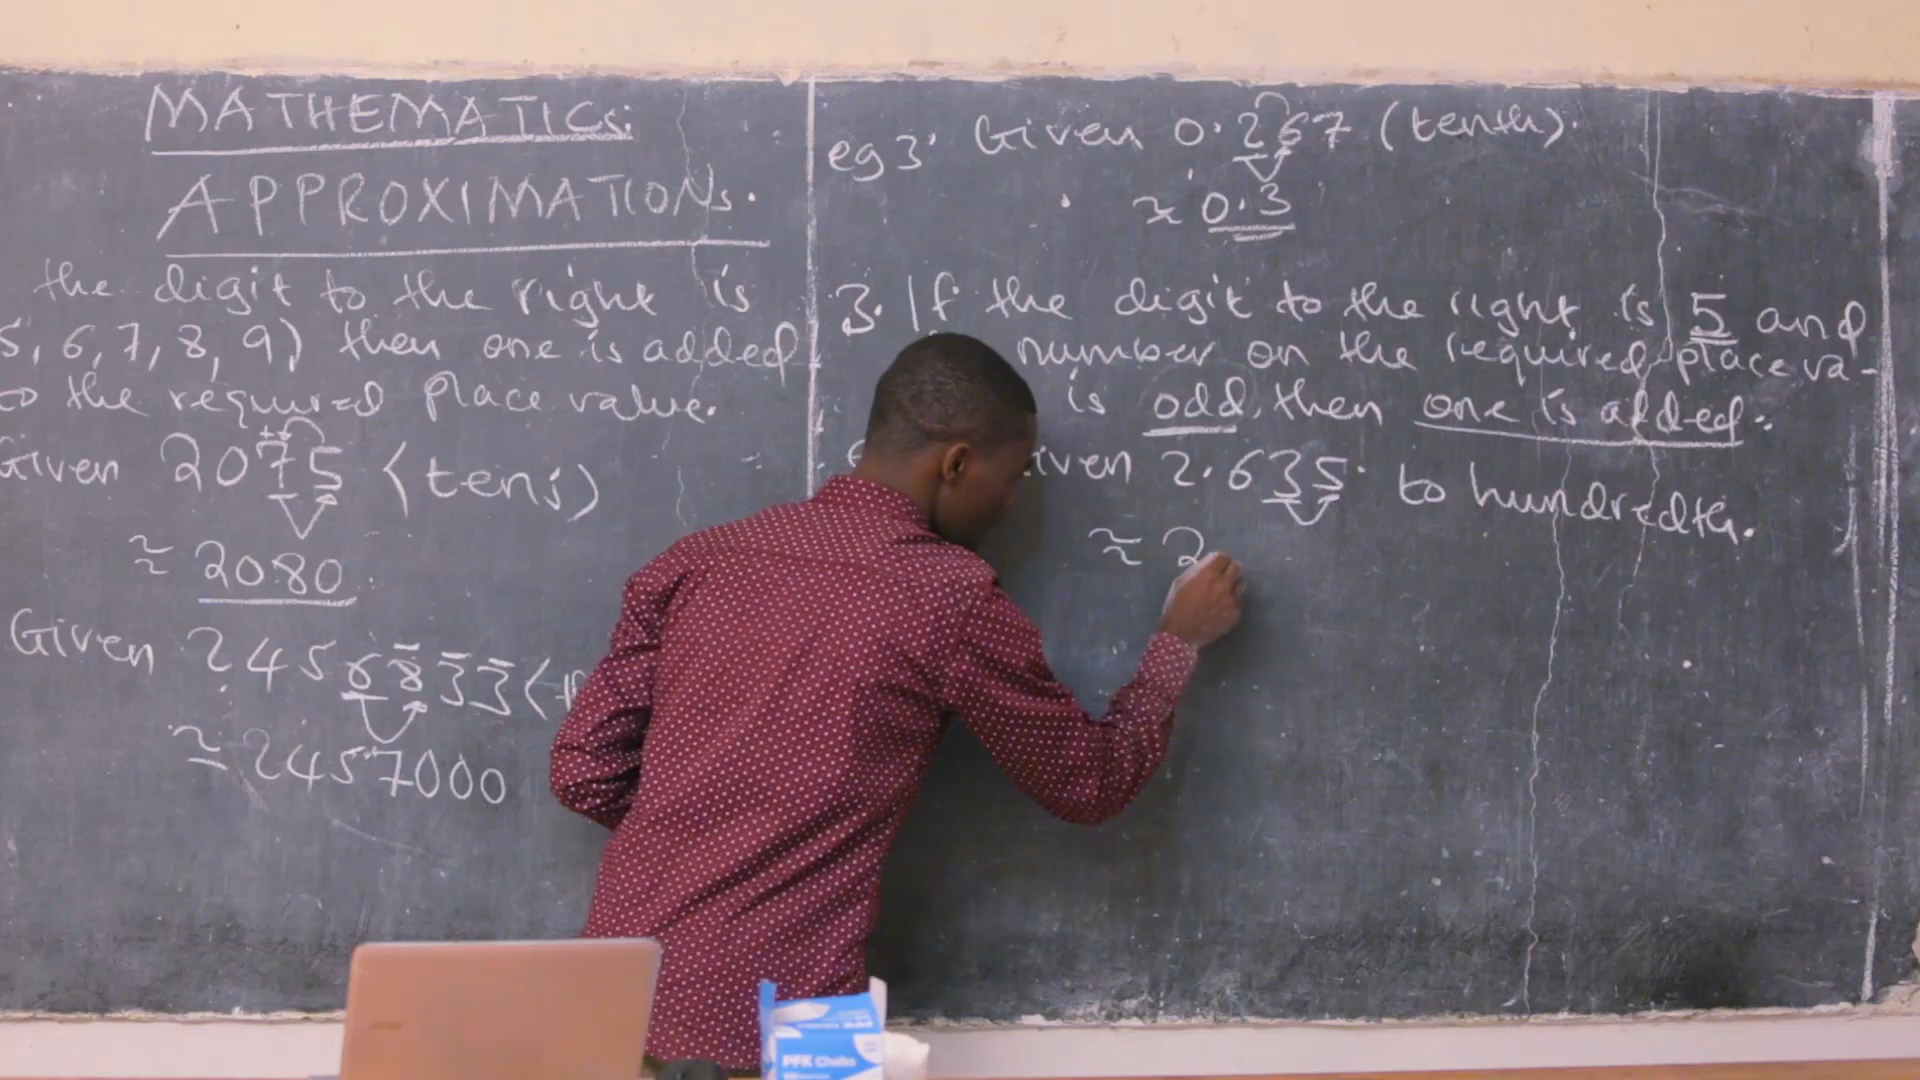 MATHEMATICS.
APPROXIMATIONS.
the digit to the right is
5, 6, 7, 8, 9) then one is added
to the required place value.
Given 2075 (tens)
≈ 2080
Given 2456833 (
≈ 2457000
eg 3. Given 0.267 (tenth).
≈ 0.3
3. If the digit to the right is 5 and
number on the required place va-
is odd, then one is added.
2.635 to hundredth.
≈ 2
PFK Chalks